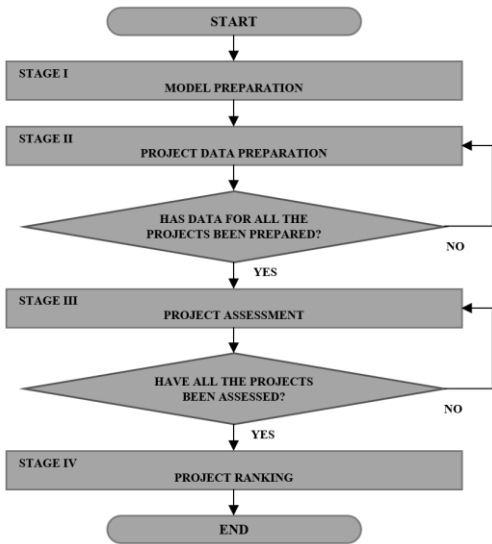 START
STAGE I
MODEL PREPARATION
STAGE II
PROJECT DATA PREPARATION
HAS DATA FOR ALL THE
PROJECTS BEEN PREPARED?
NO
YES
STAGE III
PROJECT ASSESSMENT
HAVE ALL THE PROJECTS
BEEN ASSESSED?
NO
YES
STAGE IV
PROJECT RANKING
END